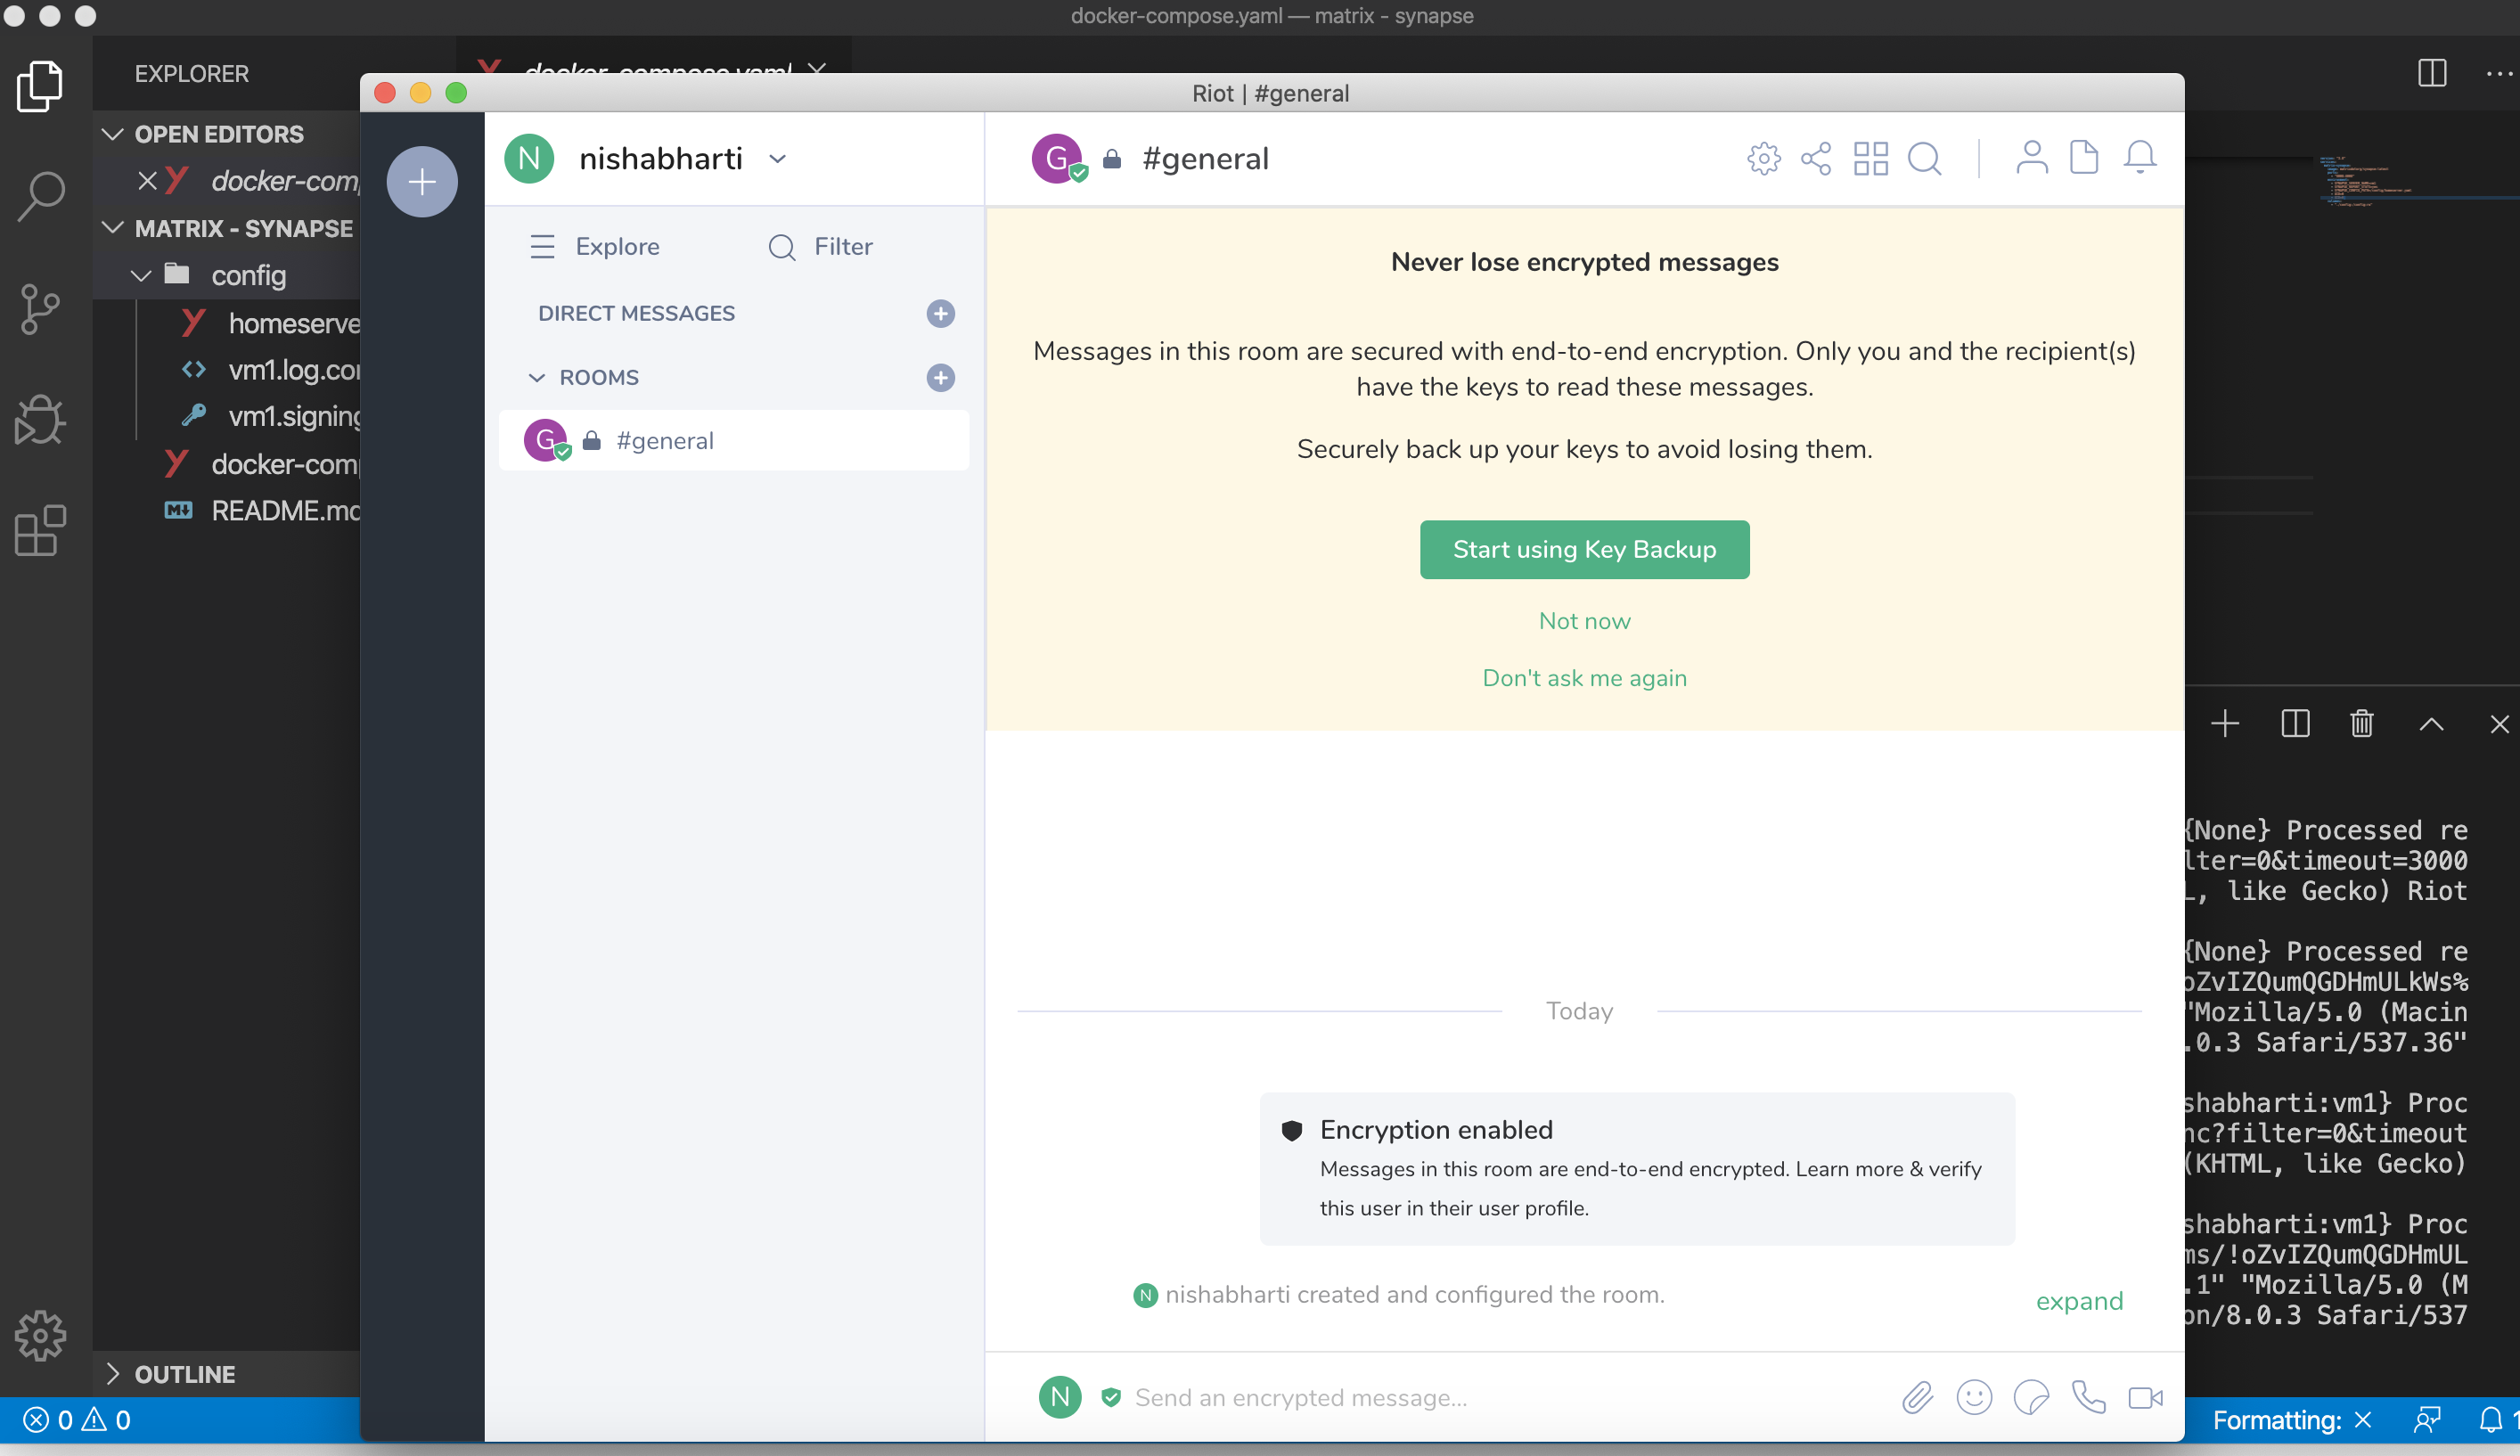 docker-compose.yaml — matrix - synapse
EXPLORER
docker-compose.yaml
OPEN EDITORS
docker-comp
MATRIX - SYNAPSE
config
homeserve
vm1.log.con
vm1.signing
docker-comp
README.md
OUTLINE
0 0
Riot | #general
N nishabharti
Explore Filter
DIRECT MESSAGES
ROOMS
G #general
G #general
Never lose encrypted messages
Messages in this room are secured with end-to-end encryption. Only you and the recipient(s)
have the keys to read these messages.
Securely back up your keys to avoid losing them.
Start using Key Backup
Not now
Don't ask me again
Today
Encryption enabled
Messages in this room are end-to-end encrypted. Learn more & verify
this user in their user profile.
N nishabharti created and configured the room.
expand
N Send an encrypted message...
{None} Processed re
lter=0&timeout=3000
L, like Gecko) Riot
{None} Processed re
oZvIZQumQGDHmULkWs%
"Mozilla/5.0 (Macin
.0.3 Safari/537.36"
shabharti:vm1} Proc
nc?filter=0&timeout
(KHTML, like Gecko)
shabharti:vm1} Proc
ms/!oZvIZQumQGDHmUL
.1" "Mozilla/5.0 (M
on/8.0.3 Safari/537
Formatting: ×
1